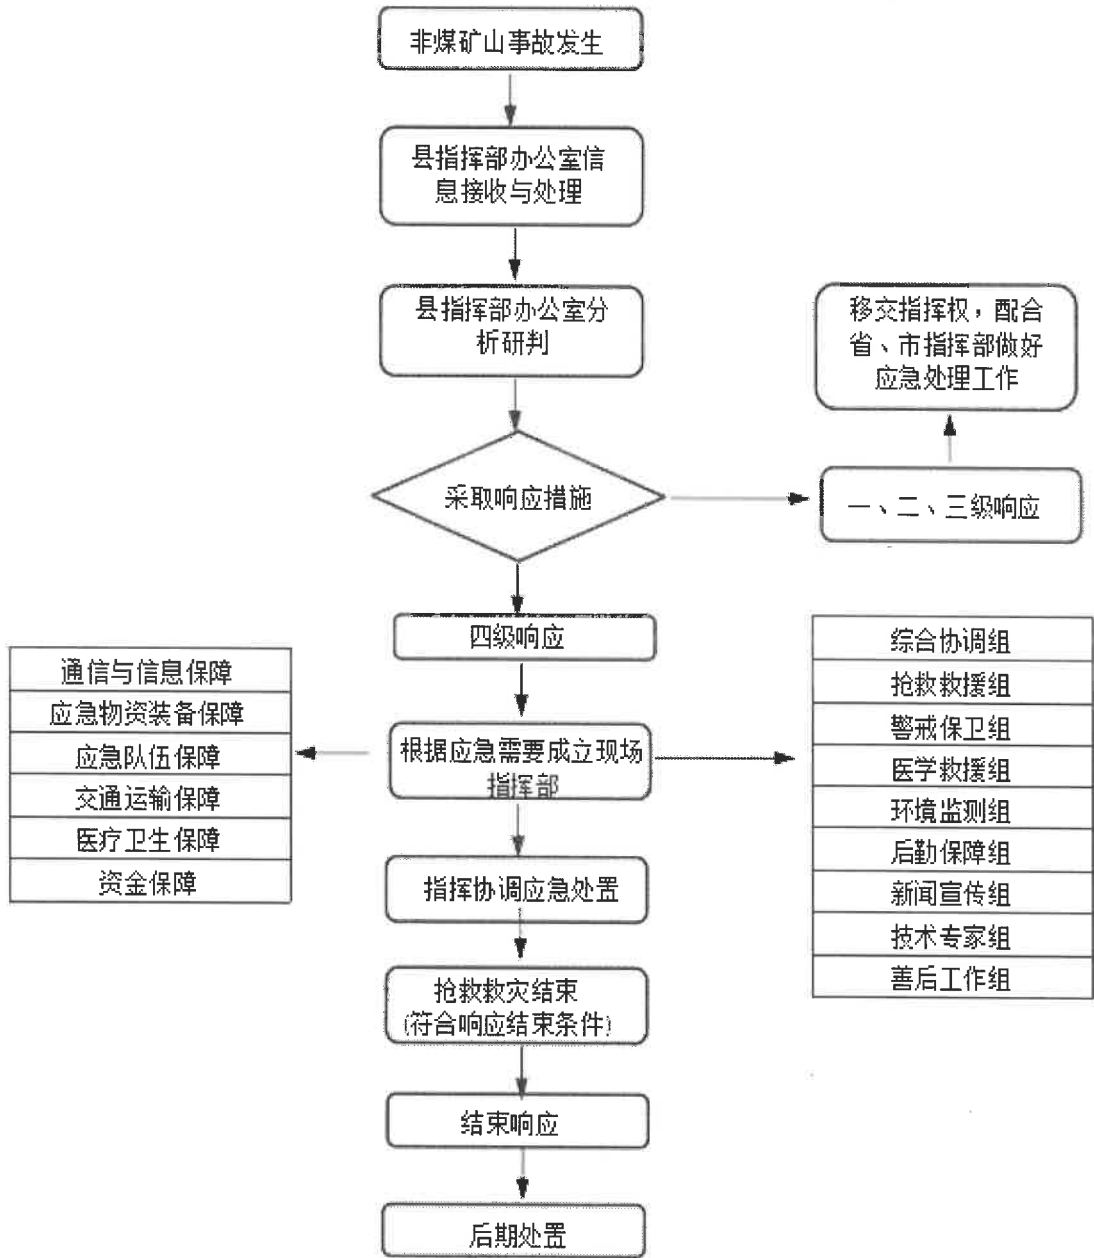 非煤矿山事故发生
县指挥部办公室信
息接收与处理
县指挥部办公室分
析研判
移交指挥权，配合
省、市指挥部做好
应急处理工作
采取响应措施
一、二、三级响应
四级响应
通信与信息保障
应急物资装备保障
应急队伍保障
交通运输保障
医疗卫生保障
资金保障
根据应急需要成立现场
指挥部
综合协调组
抢救救援组
警戒保卫组
医学救援组
环境监测组
后勤保障组
新闻宣传组
技术专家组
善后工作组
指挥协调应急处置
抢救救灾结束
(符合响应结束条件)
结束响应
后期处置